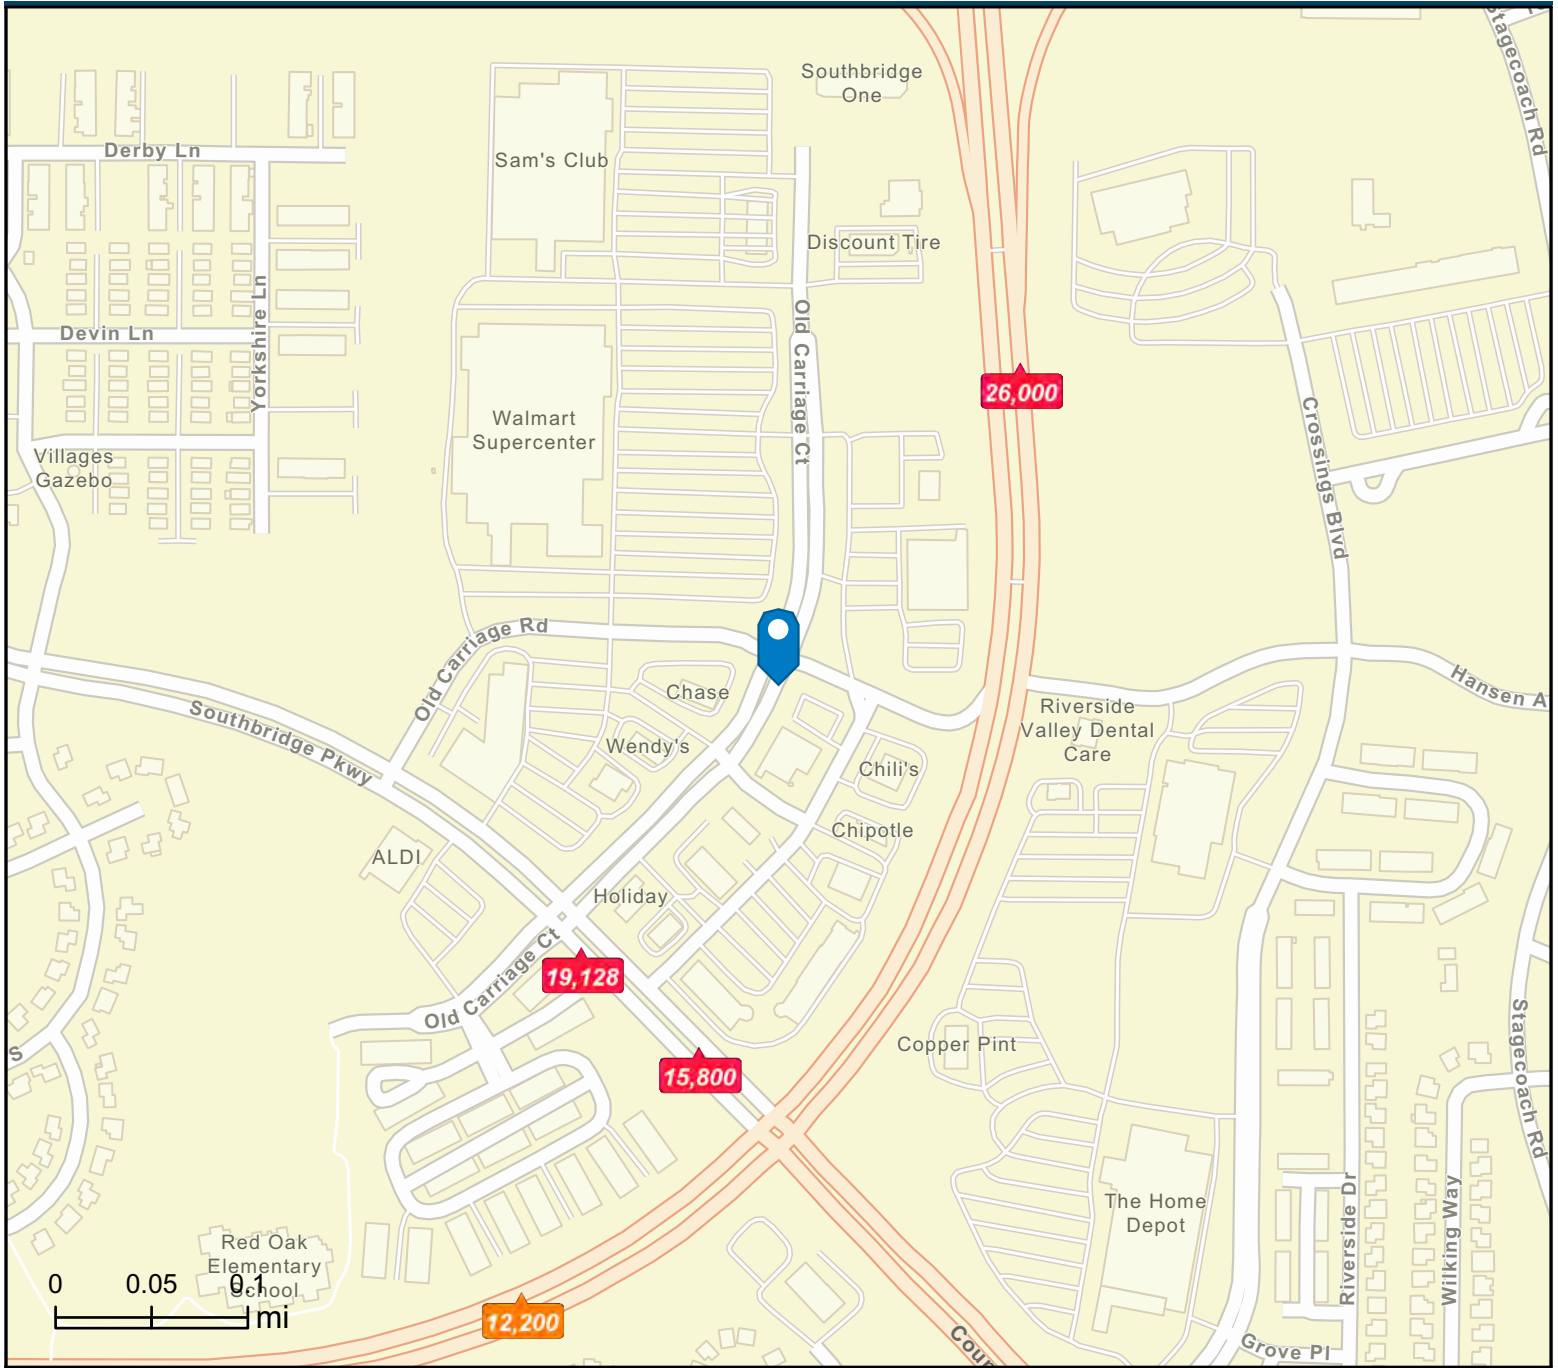 Stagecoach Rd
Southbridge
One
Derby Ln
Sam's Club
Discount Tire
Yorkshire Ln
Devin Ln
Old Carriage Ct
26,000
Crossings Blvd
Walmart
Supercenter
Villages
Gazebo
Old Carriage Rd
Hansen A
Chase
Riverside
Valley Dental
Care
Southbridge Pkwy
Wendy's
Chili's
Chipotle
ALDI
Holiday
Old Carriage Ct
19,128
15,800
Copper Pint
Stagecoach Rd
S
The Home
Depot
Riverside Dr
Wilking Way
Red Oak
Elementary
School
0 0.05 0.1
mi
12,200
Coun
Grove Pl